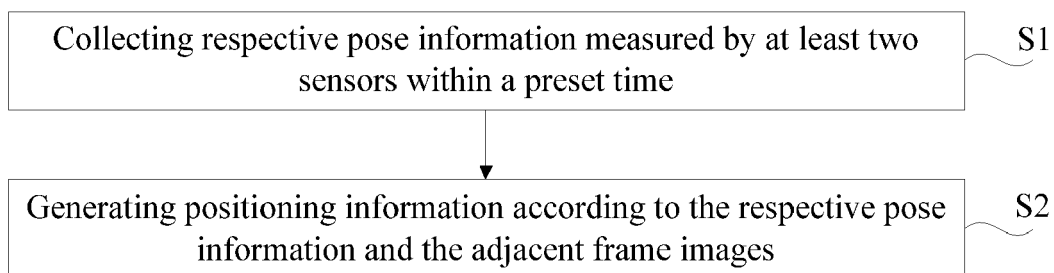 Collecting respective pose information measured by at least two
sensors within a preset time
S1
Generating positioning information according to the respective pose
information and the adjacent frame images
S2